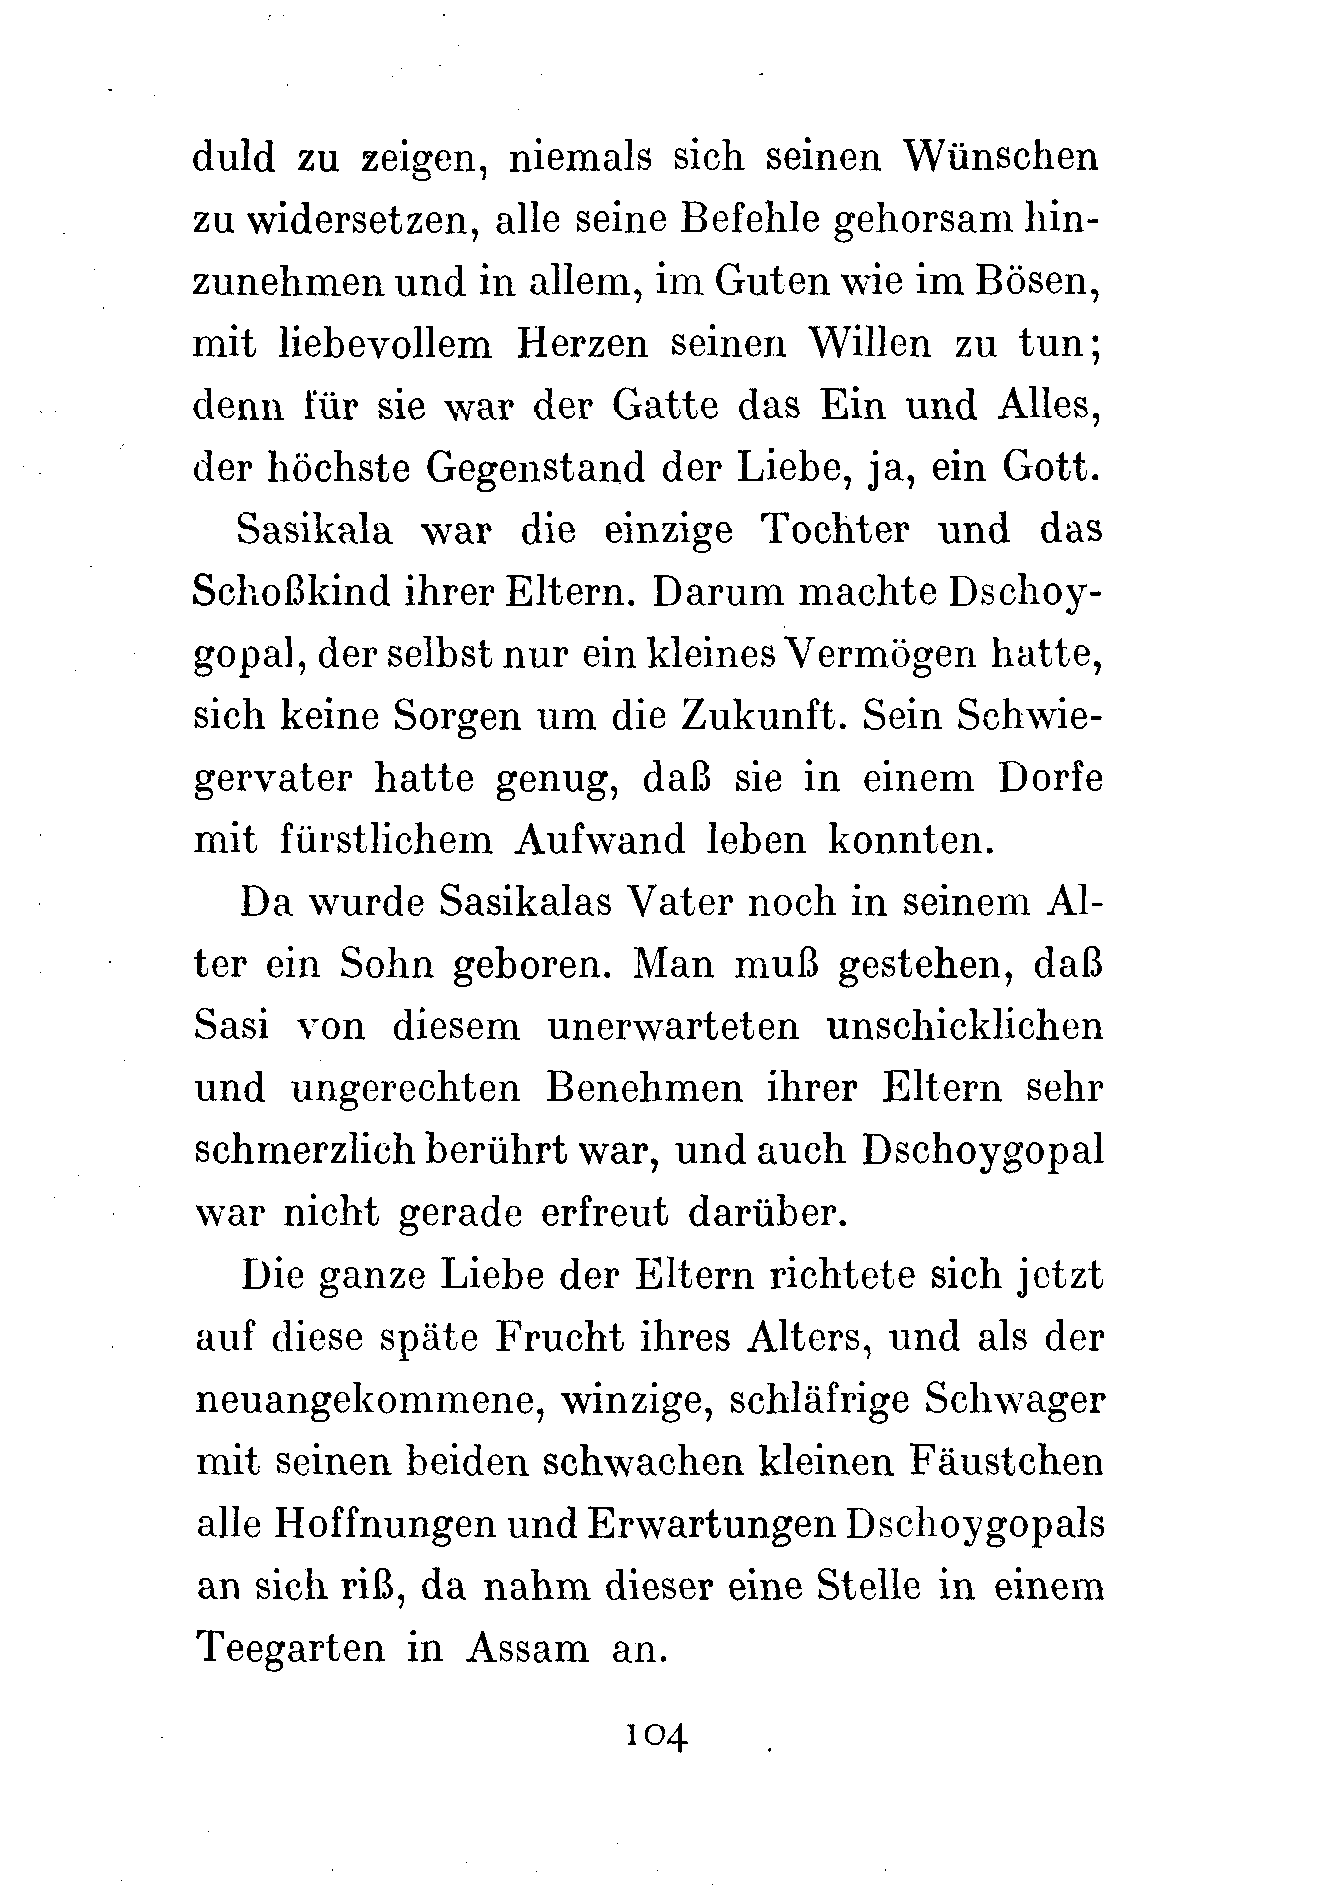 duld zu zeigen, niemals sich seinen Wünschen
zu widersetzen, alle seine Befehle gehorsam hin-
zunehmen und in allem, im Guten wie im Bösen,
mit liebevollem Herzen seinen Willen zu tun;
denn für sie war der Gatte das Ein und Alles,
der höchste Gegenstand der Liebe, ja, ein Gott.
Sasikala war die einzige Tochter und das
Schoßkind ihrer Eltern. Darum machte Dschoy-
gopal, der selbst nur ein kleines Vermögen hatte,
sich keine Sorgen um die Zukunft. Sein Schwie-
gervater hatte genug, daß sie in einem Dorfe
mit fürstlichem Aufwand leben konnten.
Da wurde Sasikalas Vater noch in seinem Al-
ter ein Sohn geboren. Man muß gestehen, daß
Sasi von diesem unerwarteten unschicklichen
und ungerechten Benehmen ihrer Eltern sehr
schmerzlich berührt war, und auch Dschoygopal
war nicht gerade erfreut darüber.
Die ganze Liebe der Eltern richtete sich jetzt
auf diese späte Frucht ihres Alters, und als der
neuangekommene, winzige, schläfrige Schwager
mit seinen beiden schwachen kleinen Fäustchen
alle Hoffnungen und Erwartungen Dschoygopals
an sich riß, da nahm dieser eine Stelle in einem
Teegarten in Assam an.
104